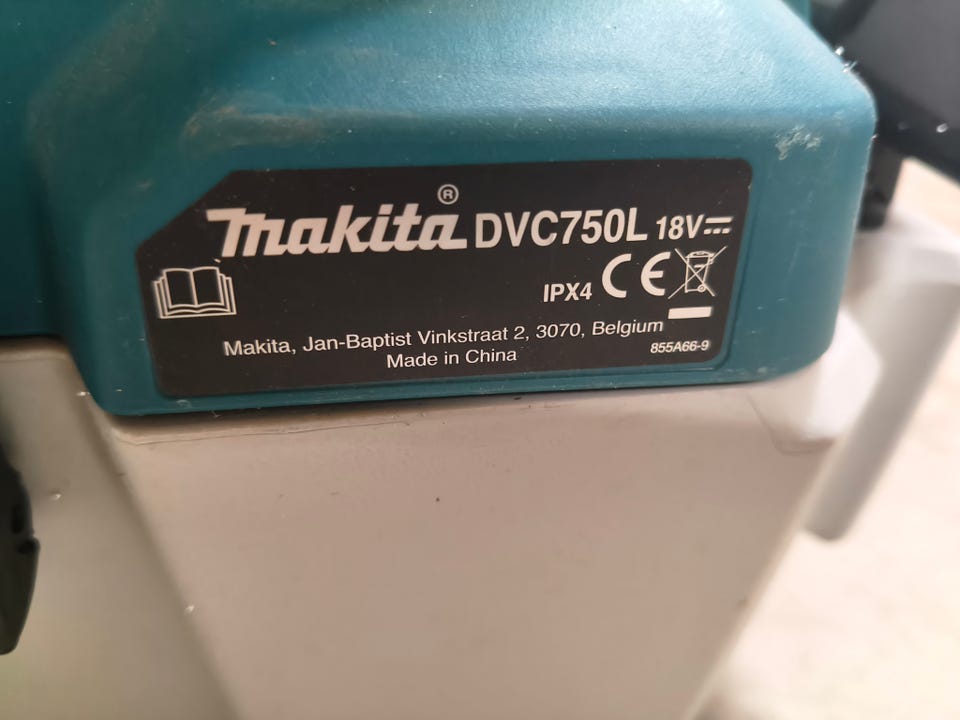 makita® DVC750L 18V
IPX4 CE
Makita, Jan-Baptist Vinkstraat 2, 3070, Belgium
Made in China
855A66-9